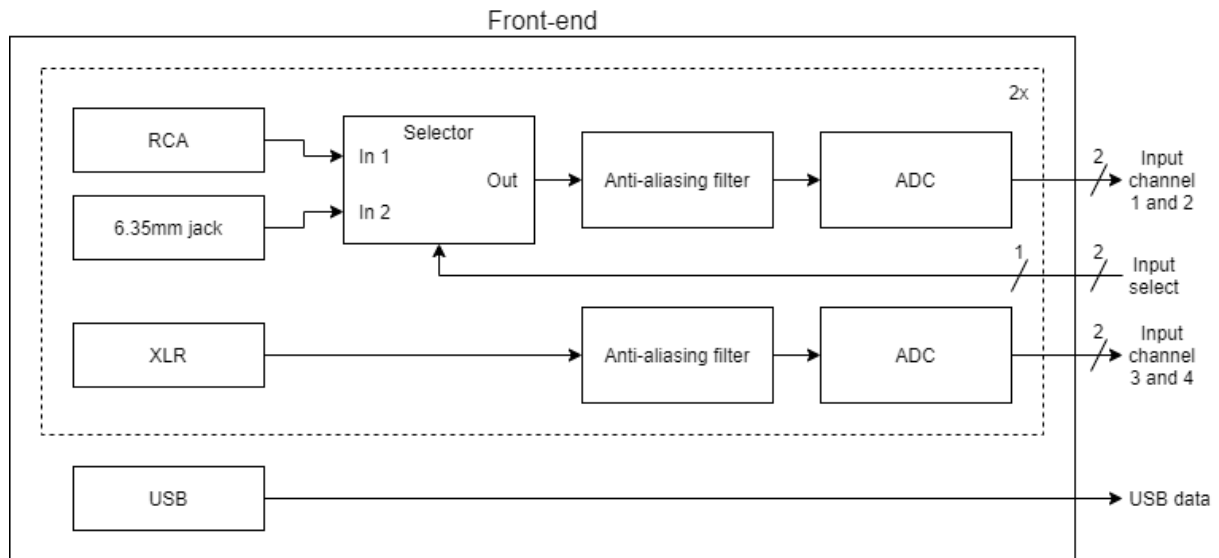 Front-end
2x
RCA
Selector
In 1
Out
In 2
6.35mm jack
Anti-aliasing filter
ADC
2
Input
channel
1 and 2
1
2
Input
select
XLR
Anti-aliasing filter
ADC
2
Input
channel
3 and 4
USB
USB data